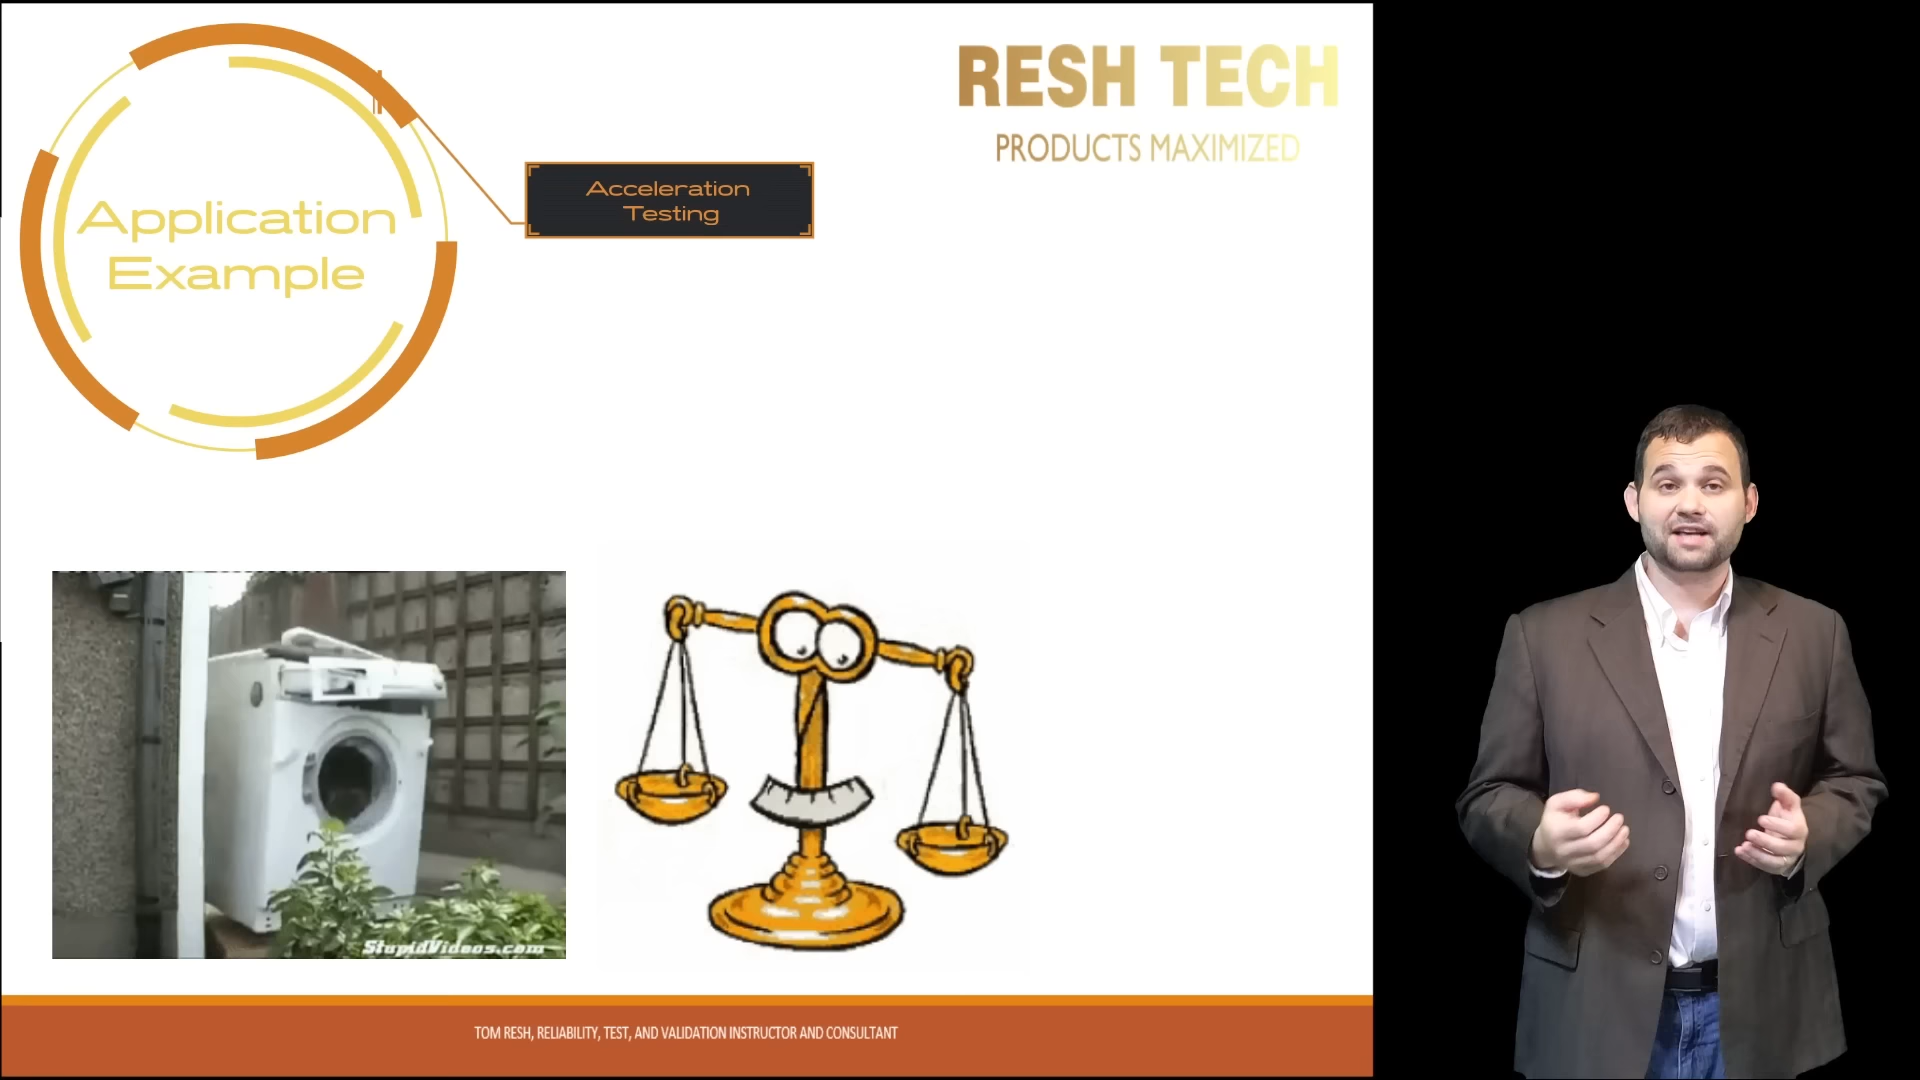 RESH TECH
PRODUCTS MAXIMIZED
Application
Example
Acceleration
Testing
StupidVideos.com
TOM RESH, RELIABILITY, TEST, AND VALIDATION INSTRUCTOR AND CONSULTANT